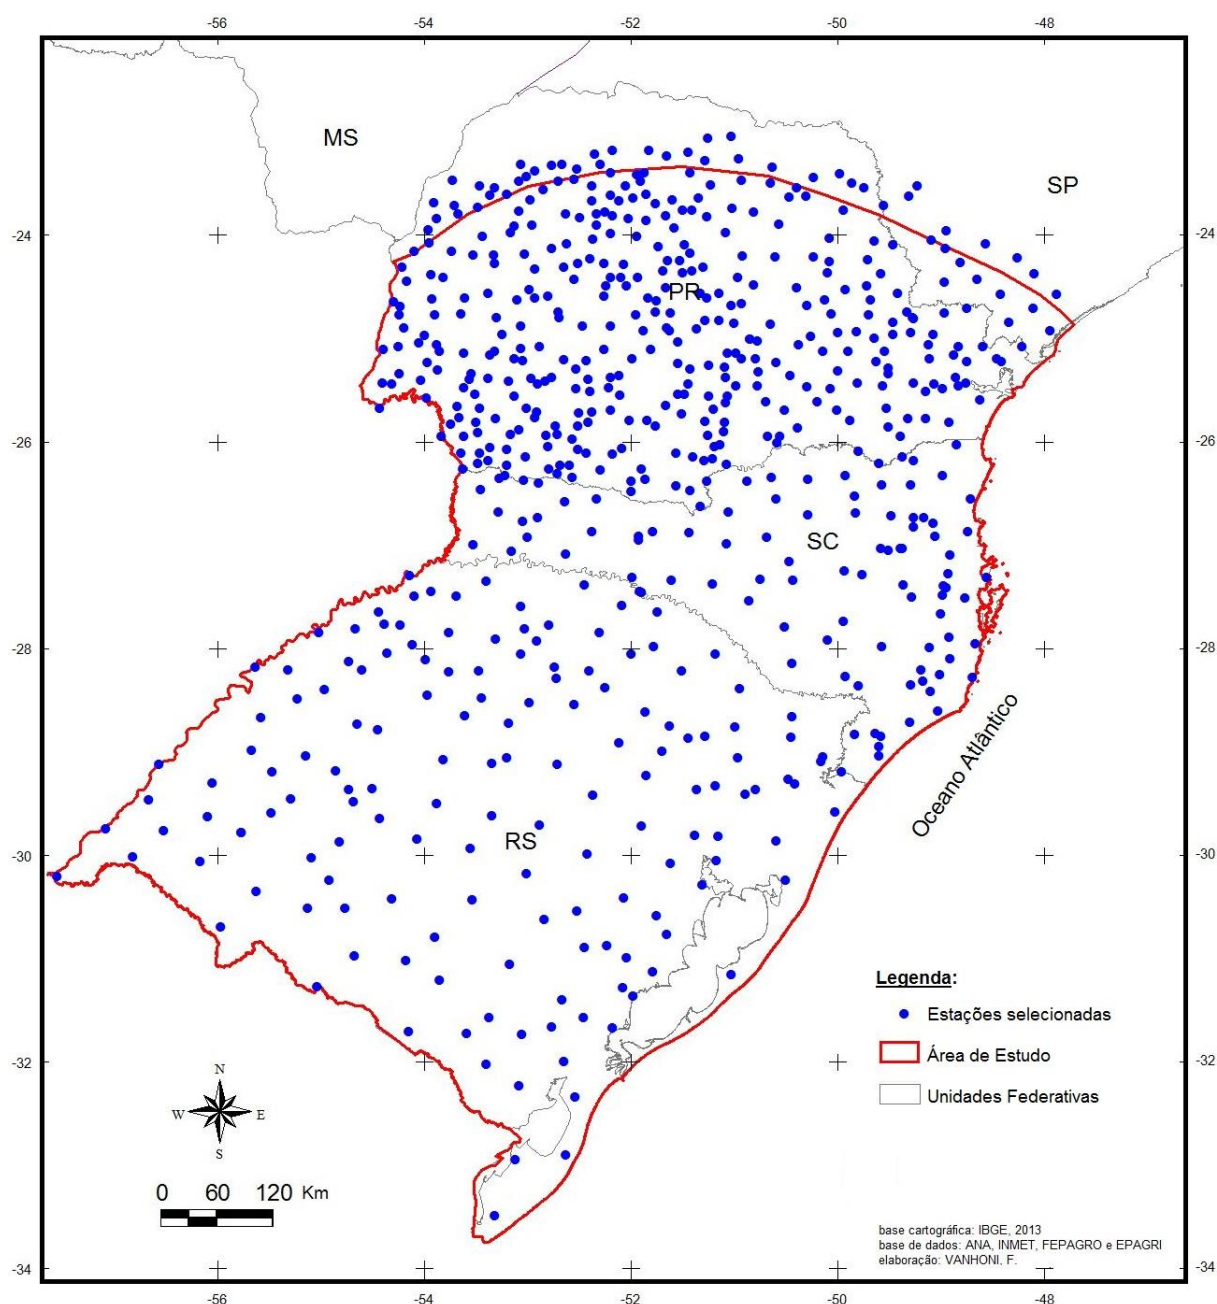 -56 -54 -52 -50 -48
MS
SP
-24 -24
PR
-26 -26
SC
-28 -28
Oceano Atlântico
RS
-30 -30
Legenda:
Estações selecionadas
Área de Estudo
-32 -32
Unidades Federativas
N
W E
S
0 60 120 Km
base cartográfica: IBGE, 2013
base de dados: ANA, INMET, FEPAGRO e EPAGRI
elaboração: VANHONI, F.
-34 -34
-56 -54 -52 -50 -48